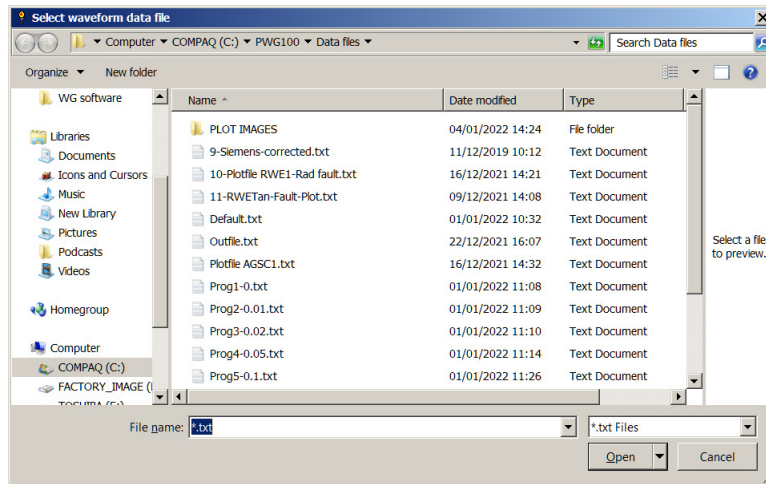 Select waveform data file
Computer COMPAQ (C:) PWG100 Data files Search Data files
Organize New folder
WG software
Libraries
Documents
Icons and Cursors
Music
New Library
Pictures
Podcasts
Videos
Homegroup
Computer
COMPAQ (C:)
FACTORY_IMAGE (
TOSHIBA (E:)
Name Date modified Type
PLOT IMAGES 04/01/2022 14:24 File folder
9-Siemens-corrected.txt 11/12/2019 10:12 Text Document
10-Plotfile RWE1-Rad fault.txt 16/12/2021 14:21 Text Document
11-RWETan-Fault-Plot.txt 09/12/2021 14:08 Text Document
Default.txt 01/01/2022 10:32 Text Document
Outfile.txt 22/12/2021 16:07 Text Document
Plotfile AGSC1.txt 16/12/2021 14:32 Text Document
Prog1-0.txt 01/01/2022 11:08 Text Document
Prog2-0.01.txt 01/01/2022 11:09 Text Document
Prog3-0.02.txt 01/01/2022 11:10 Text Document
Prog4-0.05.txt 01/01/2022 11:14 Text Document
Prog5-0.1.txt 01/01/2022 11:26 Text Document
Select a file
to preview.
File name: *.txt *.txt Files
Open Cancel